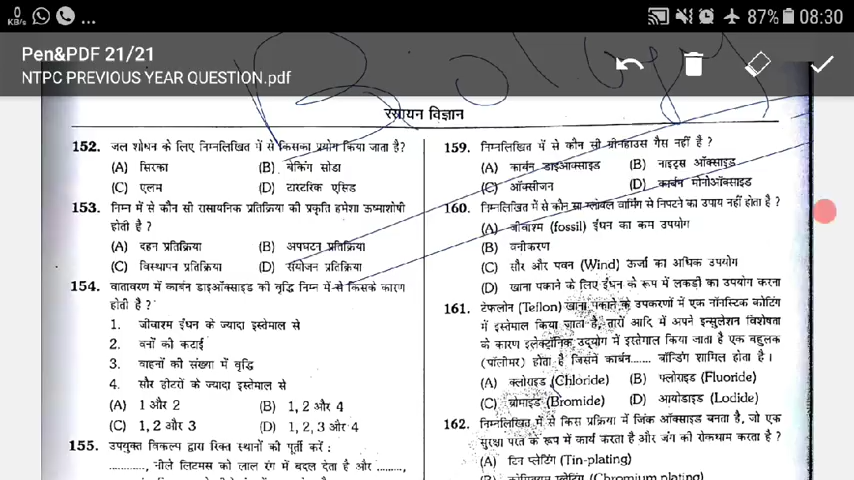 0 KB/s ... 87% 08:30
Pen&PDF 21/21
NTPC PREVIOUS YEAR QUESTION.pdf
Biology
रसायन विज्ञान
152. जल शोधन के लिए निम्नलिखित में से किसका प्रयोग किया जाता है?
(A) सिरका (B) बेकिंग सोडा
(C) एलम (D) टारटरिक एसिड
153. निम्न में से कौन सी रासायनिक प्रतिक्रिया की प्रकृति हमेशा ऊष्माशोषी
होती है ?
(A) दहन प्रतिक्रिया (B) अपघटन प्रतिक्रिया
(C) विस्थापन प्रतिक्रिया (D) संयोजन प्रतिक्रिया
154. वातावरण में कार्बन डाइऑक्साइड की वृद्धि निम्न में से किसके कारण
होती है ?
1. जीवाश्म ईंधन के ज्यादा इस्तेमाल से
2. वनों की कटाई
3. वाहनों की संख्या में वृद्धि
4. सौर हीटरों के ज्यादा इस्तेमाल से
(A) 1 और 2 (B) 1, 2 और 4
(C) 1, 2 और 3 (D) 1, 2, 3 और 4
155. उपयुक्त विकल्प द्वारा रिक्त स्थानों की पूर्ती करें :
............, नीले लिटमस को लाल रंग में बदल देता है और .........,
159. निम्नलिखित में से कौन सी ग्रीनहाउस गैस नहीं है ?
(A) कार्बन डाइऑक्साइड (B) नाइट्स ऑक्साइड
(C) ऑक्सीजन (D) कार्बन मोनोऑक्साइड
160. निम्नलिखित में से कौन सा ग्लोबल वार्मिंग से निपटने का उपाय नहीं होता है ?
(A) जीवाश्म (fossil) ईंधन का कम उपयोग
(B) वनीकरण
(C) सौर और पवन (Wind) ऊर्जा का अधिक उपयोग
(D) खाना पकाने के लिए ईंधन के रूप में लकड़ी का उपयोग करना
161. टेफ्लोन (Teflon) खाना पकाने के उपकरणों में एक नॉनस्टिक कोटिंग
में इस्तेमाल किया जाता है, तारों आदि में अपने इन्सुलेशन विशेषता
के कारण इलेक्ट्रॉनिक उद्योग में इस्तेमाल किया जाता है एक बहुलक
(पॉलीमर) होता है जिसमें कार्बन....... बॉन्डिंग शामिल होता है।
(A) क्लोराइड (Chloride) (B) फ्लोराइड (Fluoride)
(C) ब्रोमाइड (Bromide) (D) आयोडाइड (Lodide)
162. निम्नलिखित में से किस प्रक्रिया में जिंक ऑक्साइड बनता है, जो एक
सुरक्षा परत के रूप में कार्य करता है और जंग को रोकथाम करता है ?
(A) टिन प्लेटिंग (Tin-plating)
(B) क्रोमियम प्लेटिंग (Chromium plating)